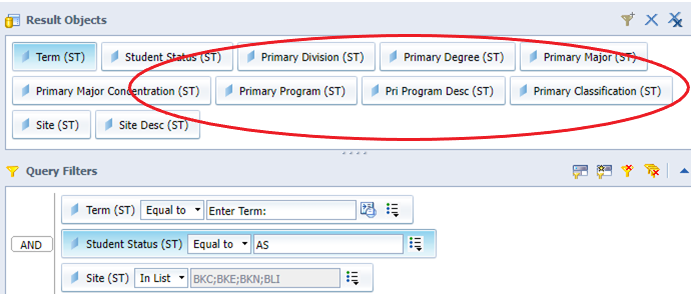 Result Objects
Term (ST) Student Status (ST) Primary Division (ST) Primary Degree (ST) Primary Major (ST)
Primary Major Concentration (ST) Primary Program (ST) Pri Program Desc (ST) Primary Classification (ST)
Site (ST) Site Desc (ST)
Query Filters
Term (ST) Equal to Enter Term:
AND Student Status (ST) Equal to AS
Site (ST) In List BKC;BKE;BKN;BLI